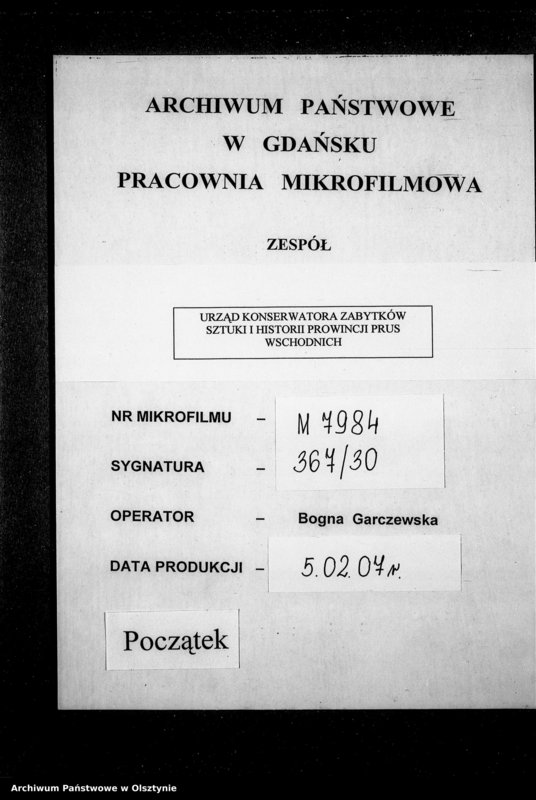 ARCHIWUM PAŃSTWOWE
W GDAŃSKU
PRACOWNIA MIKROFILMOWA
ZESPÓŁ
URZĄD KONSERWATORA ZABYTKÓW
SZTUKI I HISTORII PROWINCJI PRUS
WSCHODNICH
NR MIKROFILMU – M 7984
SYGNATURA – 367/30
OPERATOR – Bogna Garczewska
DATA PRODUKCJI – 5.02.07 r.
Początek
Archiwum Państwowe w Olsztynie